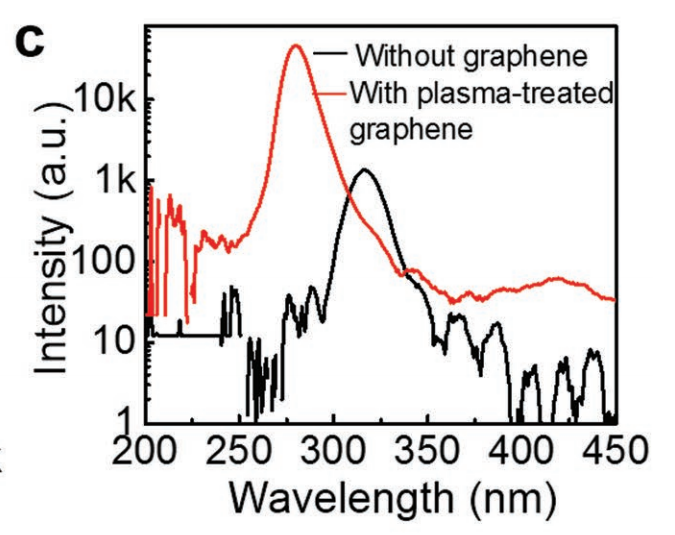 c
Without graphene
With plasma-treated
graphene
10k
1k
100
10
1
Intensity (a.u.)
200 250 300 350 400 450
Wavelength (nm)